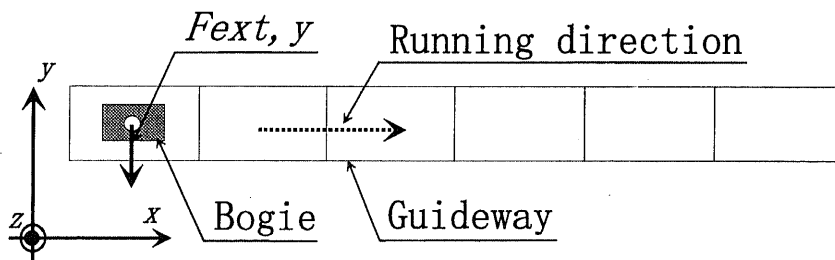 Fext, y
Running direction
y
z
x
Bogie
Guideway